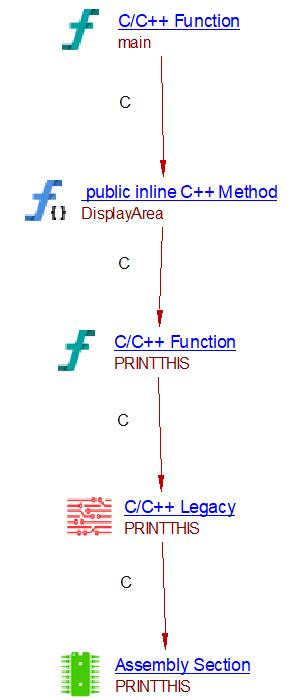 C/C++ Function
main
C
public inline C++ Method
{} DisplayArea
C
C/C++ Function
PRINTTHIS
C
C/C++ Legacy
PRINTTHIS
C
Assembly Section
PRINTTHIS